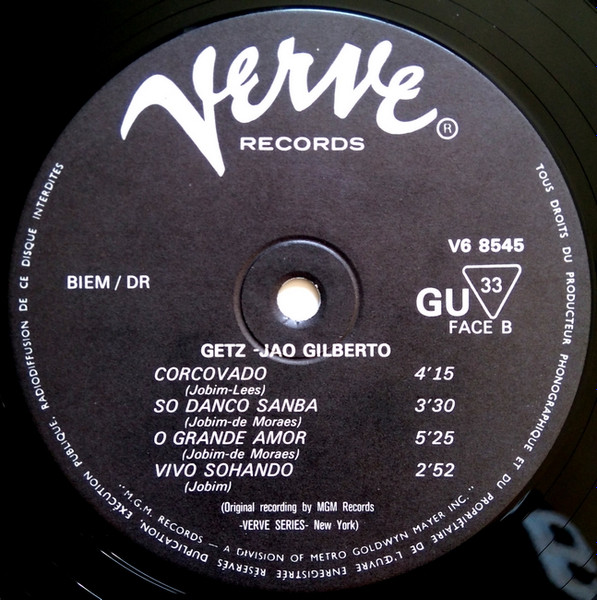 Verve ®
RECORDS
V6 8545
BIEM / DR
GU 33
FACE B
GETZ -JAO GILBERTO
CORCOVADO 4'15
(Jobim-Lees)
SO DANCO SANBA 3'30
(Jobim-de Moraes)
O GRANDE AMOR 5'25
(Jobim-de Moraes)
VIVO SOHANDO 2'52
(Jobim)
(Original recording by MGM Records
-VERVE SERIES- New York)
"M.G.M. RECORDS — A DIVISION OF METRO GOLDWYN MAYER INC."
TOUS DROITS DU PRODUCTEUR PHONOGRAPHIQUE ET DU PROPRIÉTAIRE DE L'ŒUVRE ENREGISTRÉE RÉSERVÉS DUPLICATION, EXÉCUTION PUBLIQUE, RADIODIFFUSION DE CE DISQUE INTERDITES